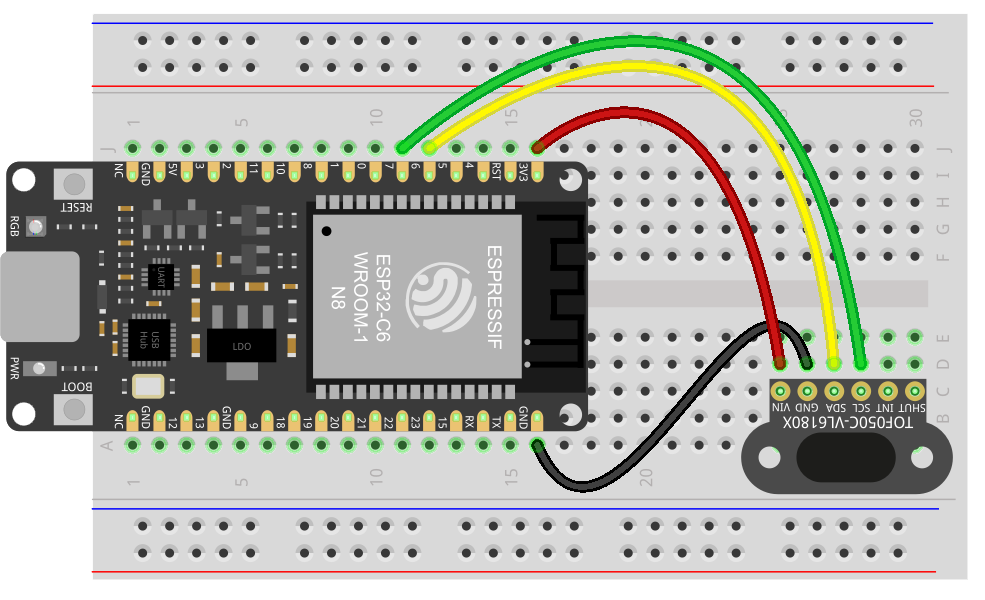 1 5 10 15 30
J J
NC GND 5V 3 2 11 10 8 1 0 7 6 5 4 RST 3V3
I
H
G
F
RESET
RGB
UART
USB
Hub
LDO
PWR
BOOT
ESPRESSIF
ESP32-C6
WROOM-1
N8
E
D
C
B
NC GND 12 13 GND 9 18 19 20 21 22 23 15 RX TX GND
A
VIN GND SDA SCL INT SHUT
TOF050C-VL6180X
1 5 10 15 20